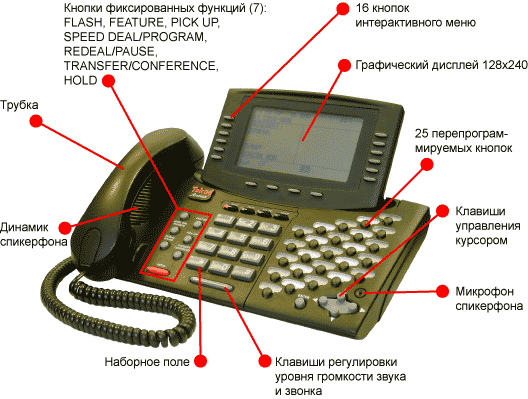 Кнопки фиксированных функций (7):
FLASH, FEATURE, PICK UP,
SPEED DEAL/PROGRAM,
REDEAL/PAUSE,
TRANSFER/CONFERENCE,
HOLD
16 кнопок
интерактивного меню
Графический дисплей 128x240
Трубка
25 перепрограм-
мируемых кнопок
Клавиши
управления
курсором
Динамик
спикерфона
Микрофон
спикерфона
Наборное поле
Клавиши регулировки
уровня громкости звука
и звонка